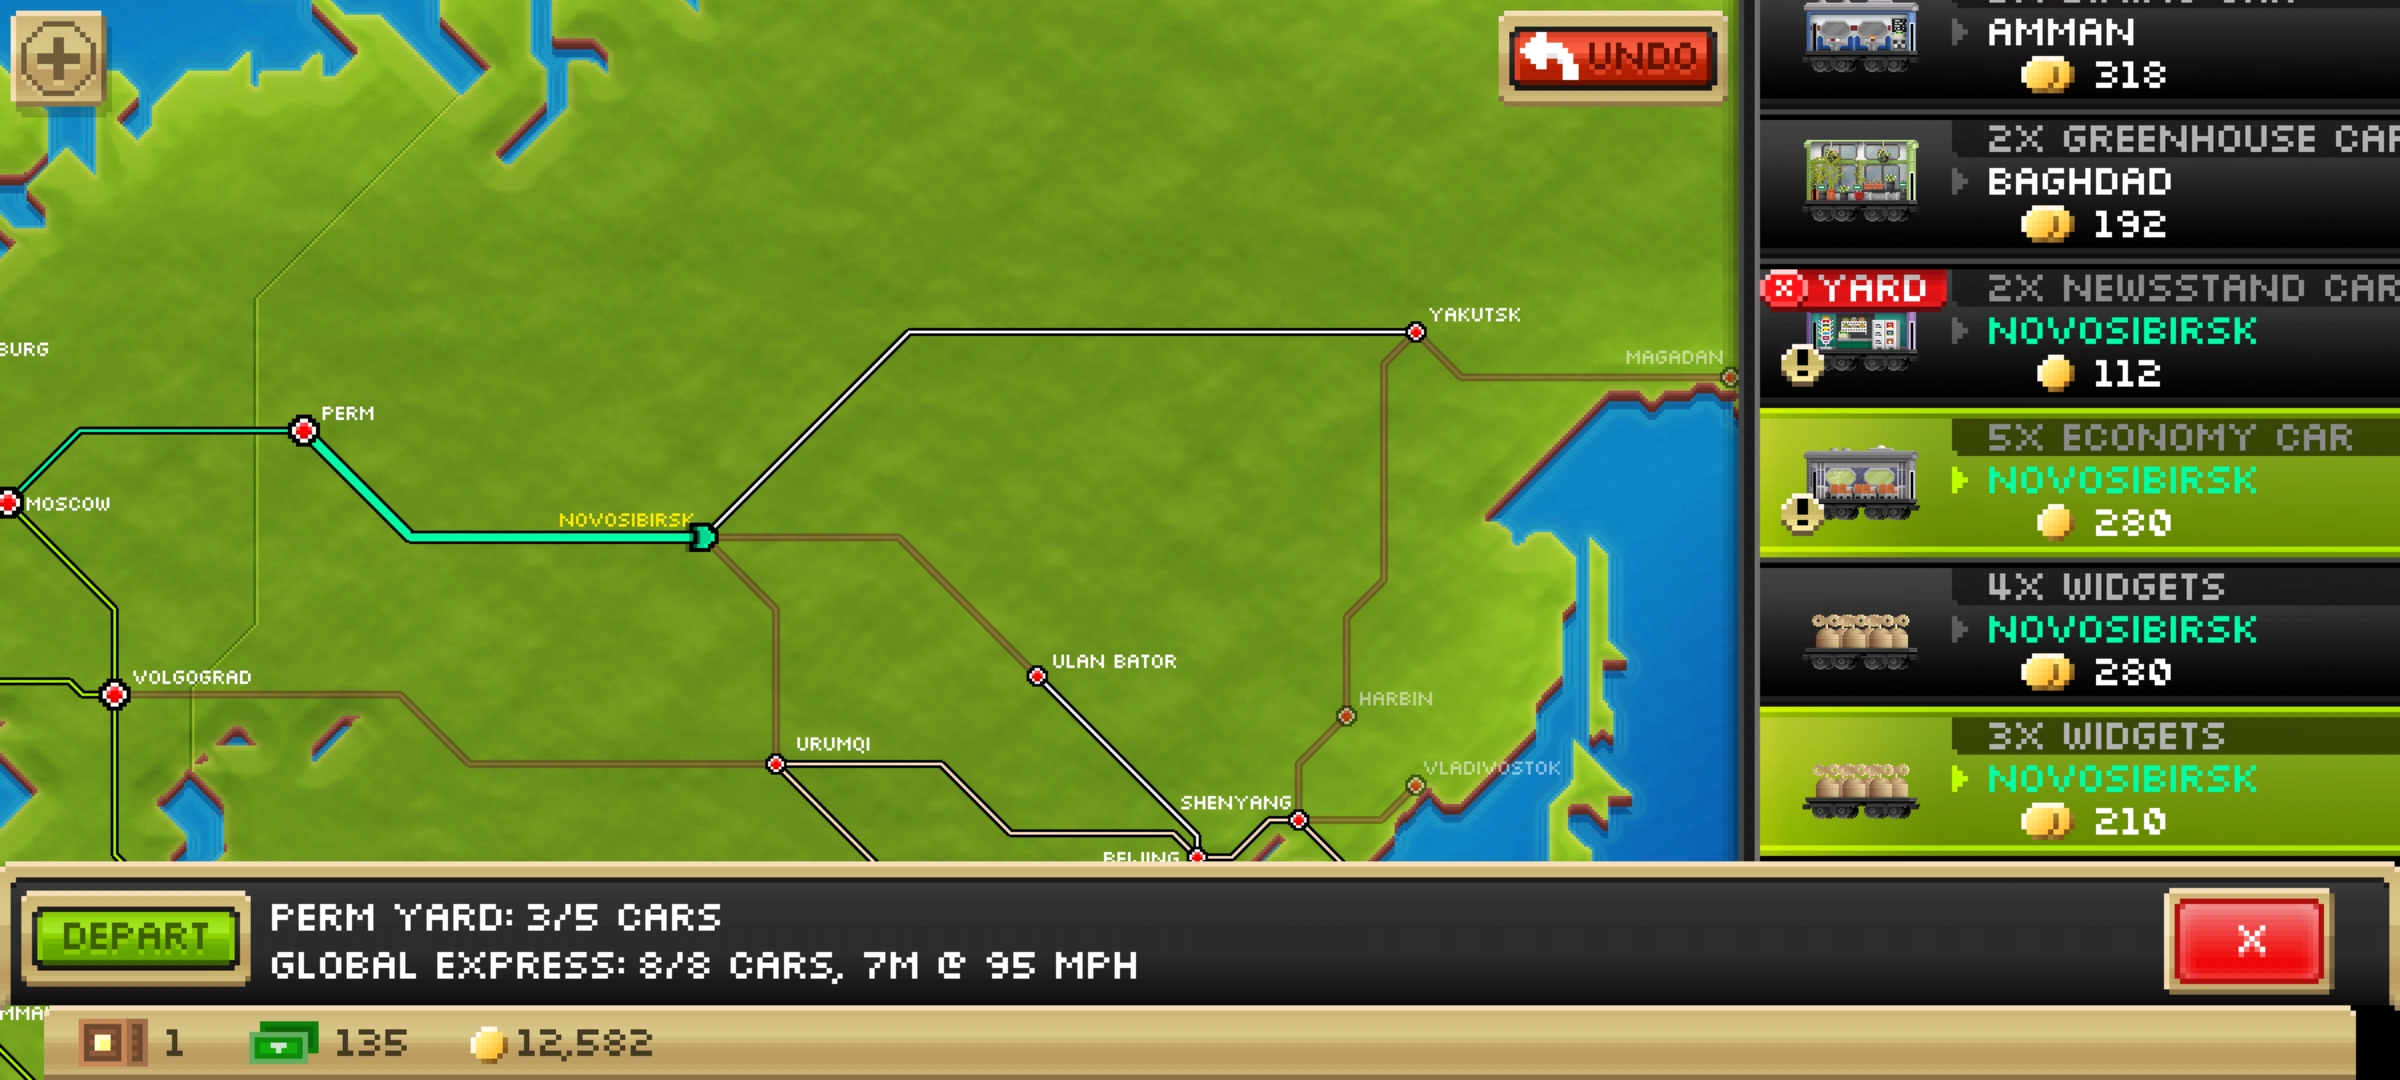 UNDO
AMMAN
318
2X GREENHOUSE CAR
BAGHDAD
192
YARD
2X NEWSSTAND CAR
NOVOSIBIRSK
112
5X ECONOMY CAR
NOVOSIBIRSK
280
4X WIDGETS
NOVOSIBIRSK
280
3X WIDGETS
NOVOSIBIRSK
210
YAKUTSK
BURG
MAGADAN
PERM
MOSCOW
NOVOSIBIRSK
ULAN BATOR
VOLGOGRAD
HARBIN
URUMQI
VLADIVOSTOK
SHENYANG
BEIJING
DEPART
PERM YARD: 3/5 CARS
GLOBAL EXPRESS: 8/8 CARS, 7M @ 95 MPH
X
MMA
1
135
12,582